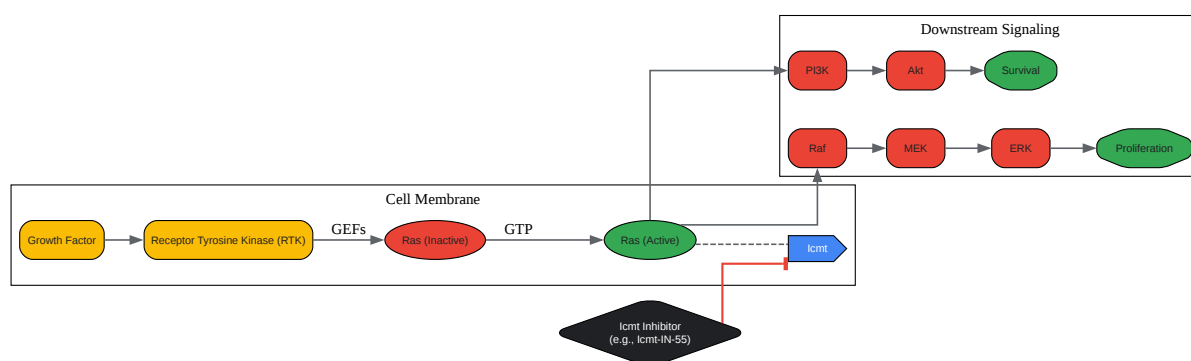 Downstream Signaling
PI3K
Akt
Survival
Raf
MEK
ERK
Proliferation
Cell Membrane
Growth Factor
Receptor Tyrosine Kinase (RTK)
GEFs
Ras (Inactive)
GTP
Ras (Active)
Icmt
Icmt Inhibitor
(e.g., Icmt-IN-55)